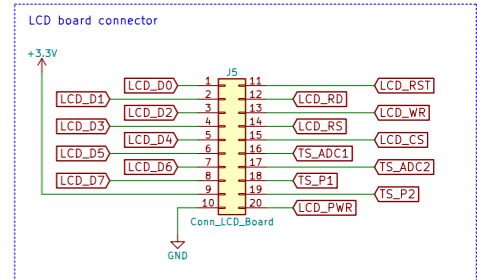 LCD board connector
+3.3V
J5
LCD_D0 1 11 LCD_RST
LCD_D1 2 12 LCD_RD
LCD_D2 3 13 LCD_WR
LCD_D3 4 14 LCD_RS
LCD_D4 5 15 LCD_CS
LCD_D5 6 16 TS_ADC1
LCD_D6 7 17 TS_ADC2
LCD_D7 8 18 TS_P1
9 19 TS_P2
10 20 LCD_PWR
Conn_LCD_Board
GND